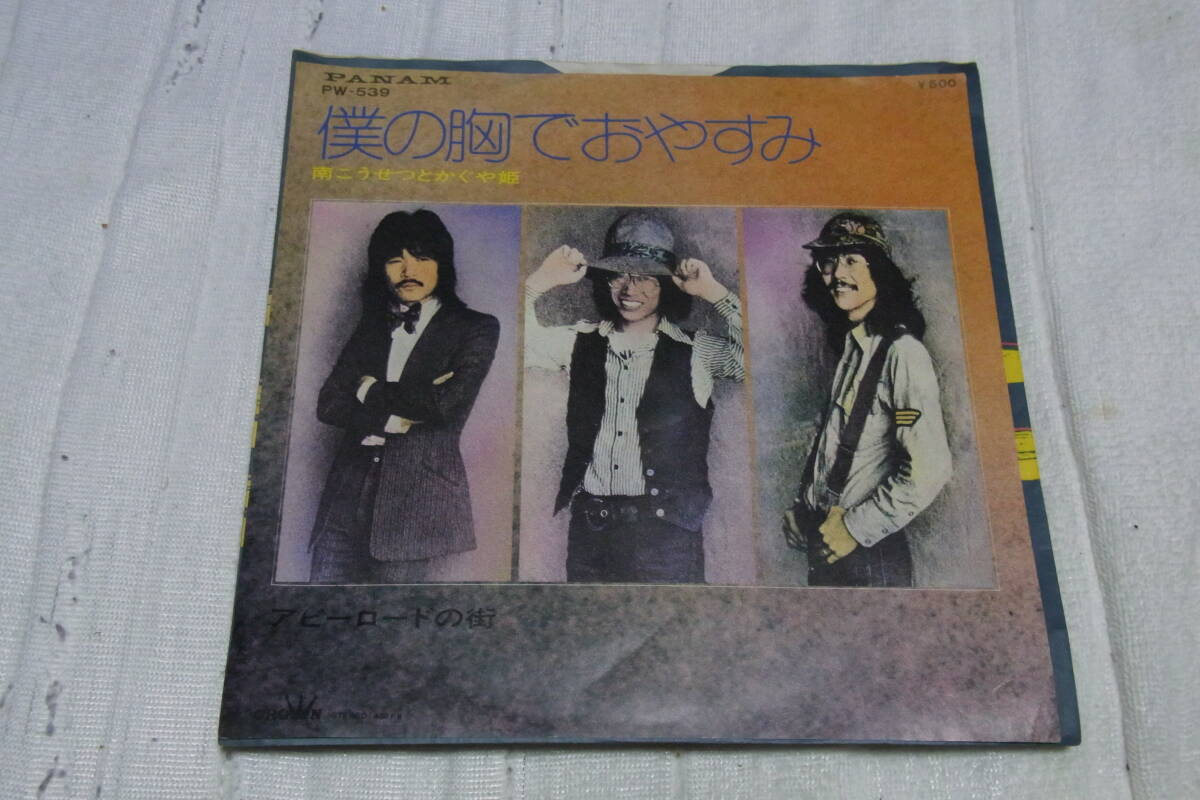 PANAM
PW-539
¥500
僕の胸でおやすみ
南こうせつとかぐや姫
アビーロードの街
CROWN STEREO